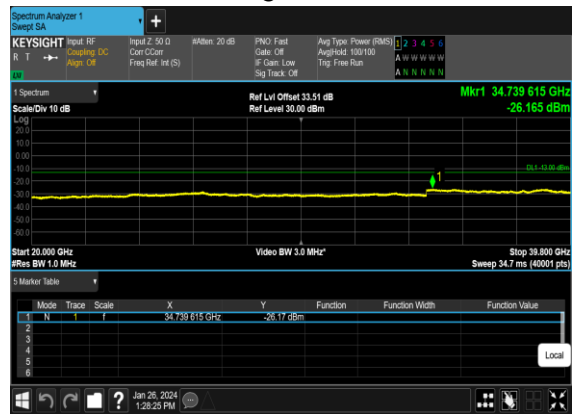 Spectrum Analyzer 1
Swept SA
+
KEYSIGHT Input: RF Input Z: 50 Ω #Atten: 20 dB PNO: Fast Avg Type: Power (RMS) 1 2 3 4 5 6
R T Coupling: DC Corr CCorr Gate: Off Avg|Hold: 100/100 A W W W W W
Align: Off Freq Ref: Int (S) IF Gain: Low Trig: Free Run
Sig Track: Off A N N N N N
1 Spectrum Ref Lvl Offset 33.51 dB Mkr1 34.739 615 GHz
Scale/Div 10 dB Ref Level 30.00 dBm -26.165 dBm
Log
20.0
10.0
0.00
-10.0 DL1 -13.00 dBm
-20.0 1
-30.0
-40.0
-50.0
-60.0
Start 20.000 GHz Video BW 3.0 MHz* Stop 39.800 GHz
#Res BW 1.0 MHz Sweep 34.7 ms (40001 pts)
5 Marker Table
Mode Trace Scale X Y Function Function Width Function Value
1 N 1 f 34.739 615 GHz -26.17 dBm
2
3
4
5
6
Local
? Jan 26, 2024
1:28:25 PM